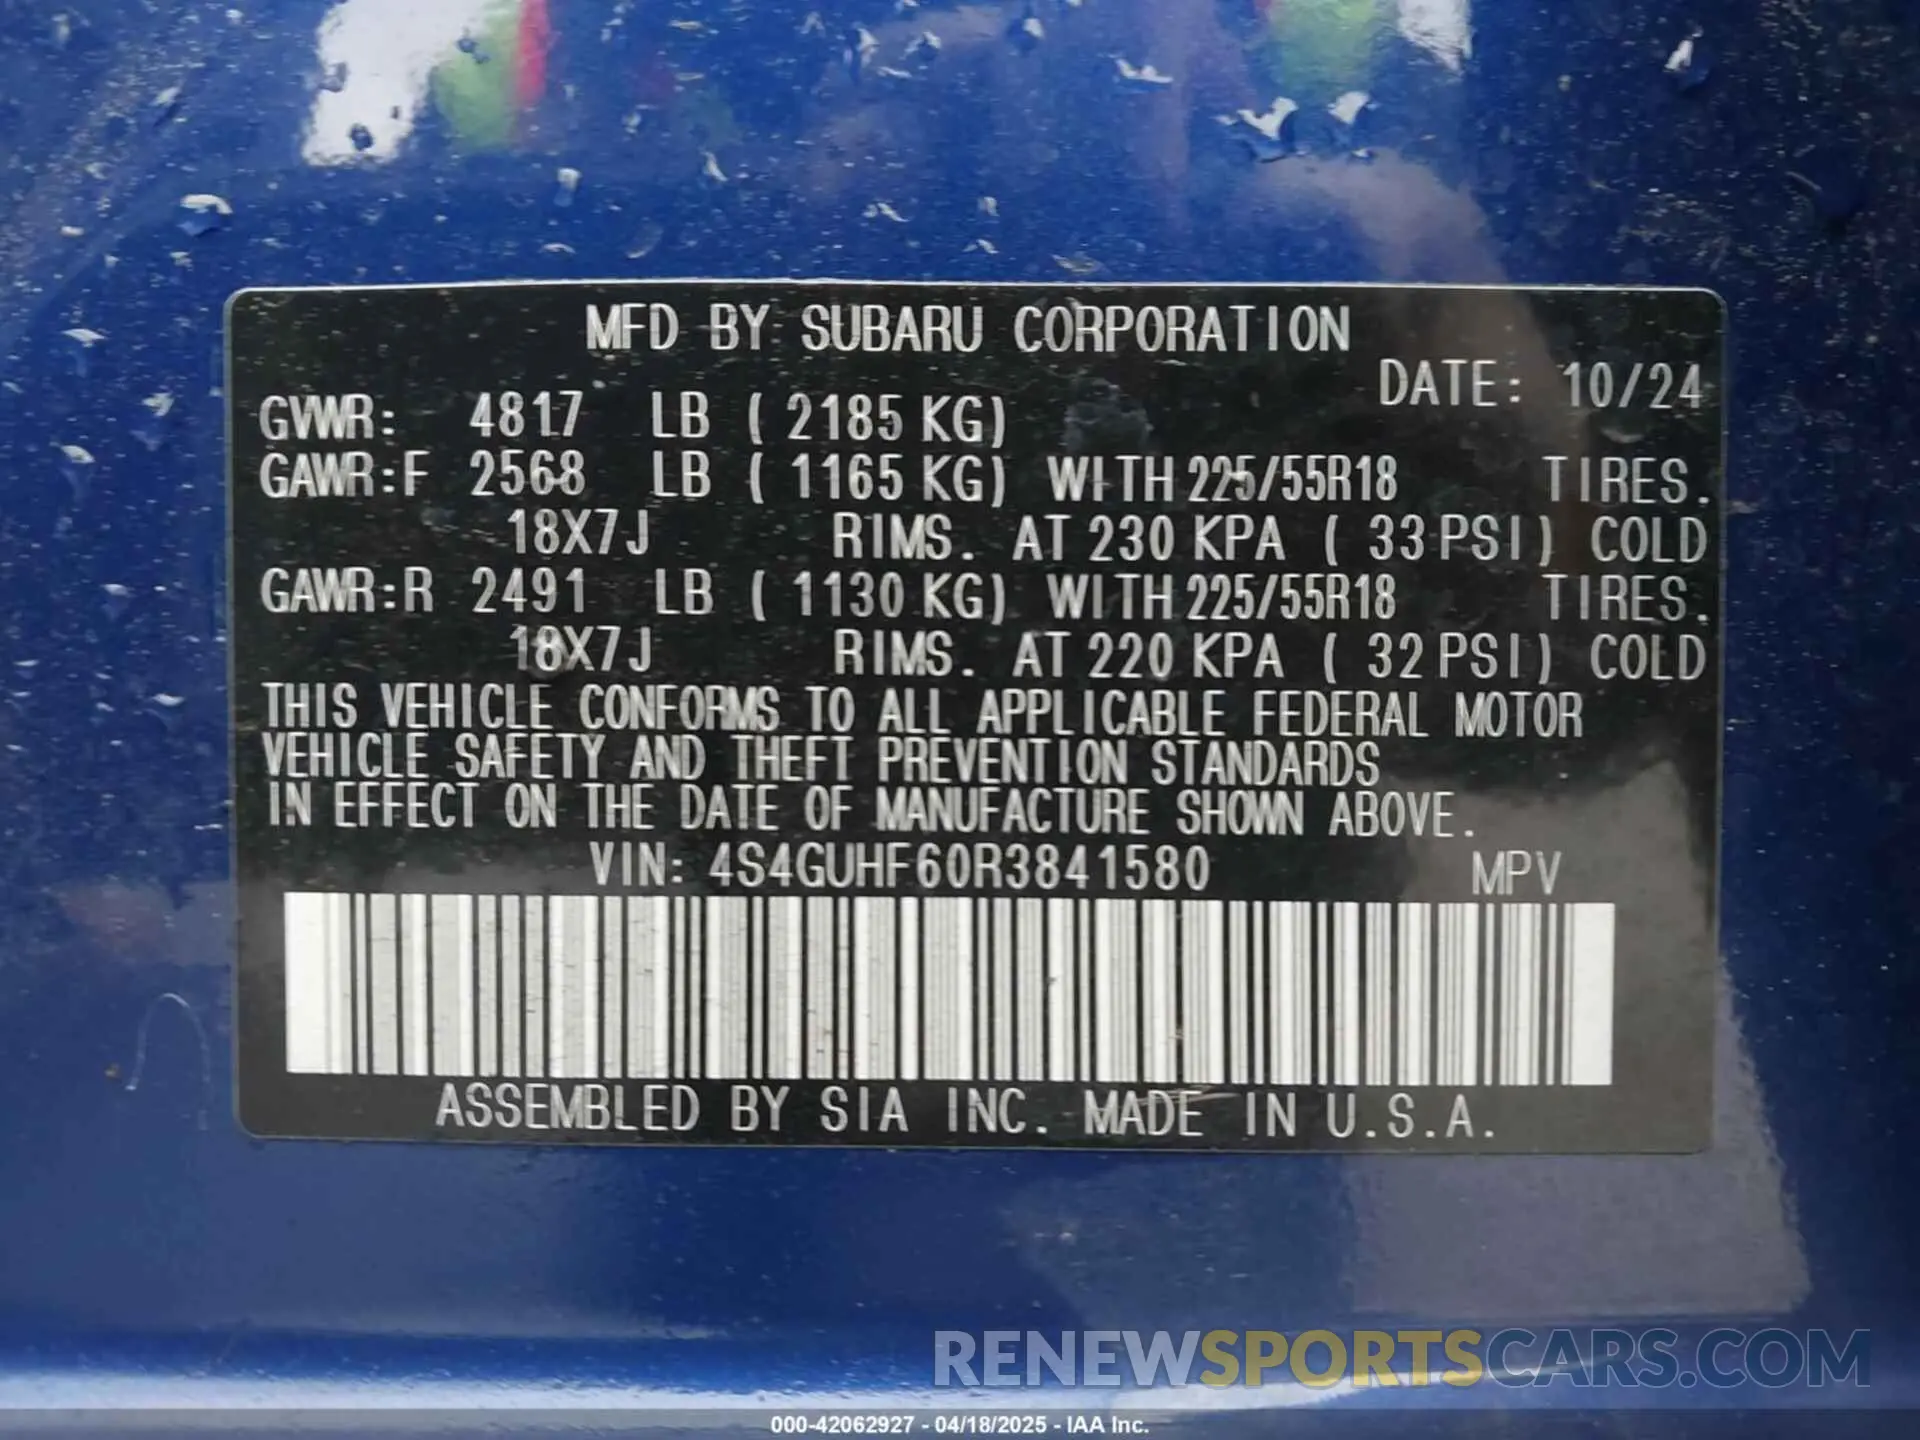 MFD BY SUBARU CORPORATION
DATE: 10/24
GVWR: 4817 LB ( 2185 KG)
GAWR:F 2568 LB ( 1165 KG) WITH 225/55R18 TIRES.
18X7J RIMS. AT 230 KPA ( 33 PSI) COLD
GAWR:R 2491 LB ( 1130 KG) WITH 225/55R18 TIRES.
18X7J RIMS. AT 220 KPA ( 32 PSI) COLD
THIS VEHICLE CONFORMS TO ALL APPLICABLE FEDERAL MOTOR
VEHICLE SAFETY AND THEFT PREVENTION STANDARDS
IN EFFECT ON THE DATE OF MANUFACTURE SHOWN ABOVE.
VIN: 4S4GUHF60R3841580 MPV
ASSEMBLED BY SIA INC. MADE IN U.S.A.
RENEWSPORTSCARS.COM
000-42062927 - 04/18/2025 - IAA Inc.